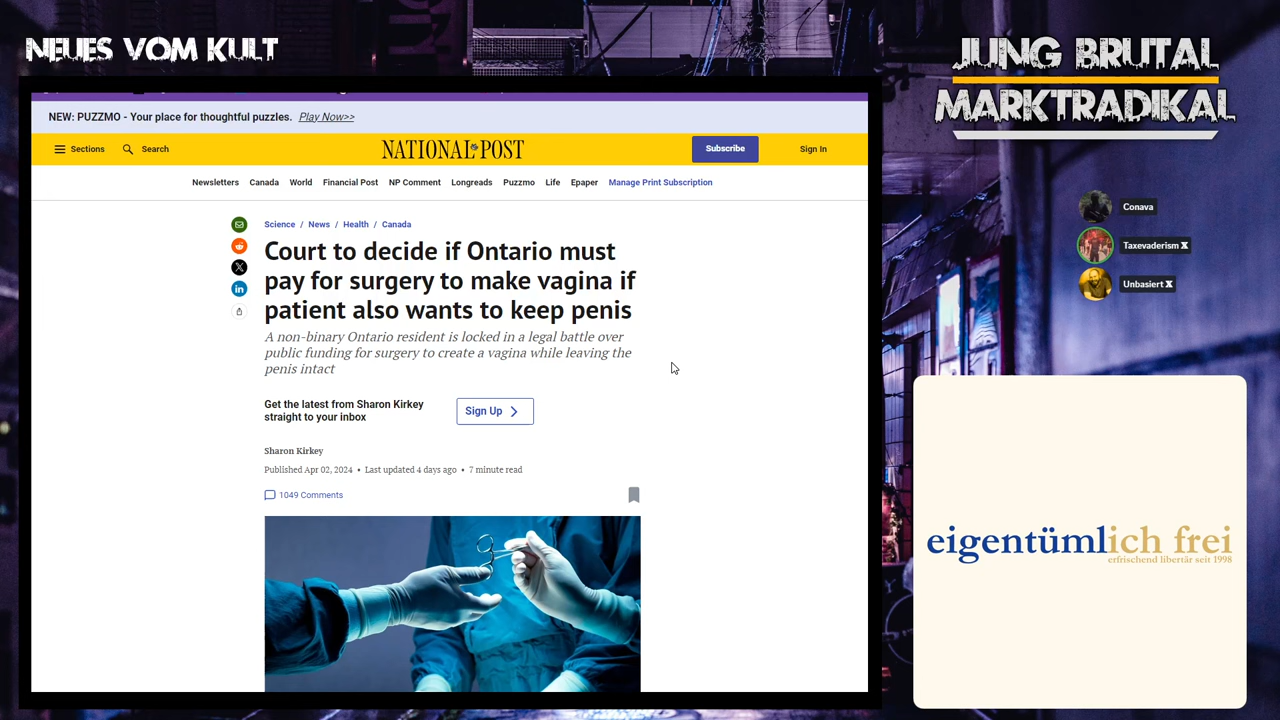 NEUES VOM KULT
JUNG BRUTAL
MARKTRADIKAL
NEW: PUZZMO - Your place for thoughtful puzzles. Play Now>>
Sections
Search
NATIONAL POST
Subscribe
Sign In
Newsletters
Canada
World
Financial Post
NP Comment
Longreads
Puzzmo
Life
Epaper
Manage Print Subscription
Science / News / Health / Canada
Court to decide if Ontario must
pay for surgery to make vagina if
patient also wants to keep penis
A non-binary Ontario resident is locked in a legal battle over
public funding for surgery to create a vagina while leaving the
penis intact
Get the latest from Sharon Kirkey
straight to your inbox
Sign Up
Sharon Kirkey
Published Apr 02, 2024 • Last updated 4 days ago • 7 minute read
1049 Comments
Conava
Taxevaderism X
Unbasiert X
eigentümlich frei
erfrischend libertär seit 1998